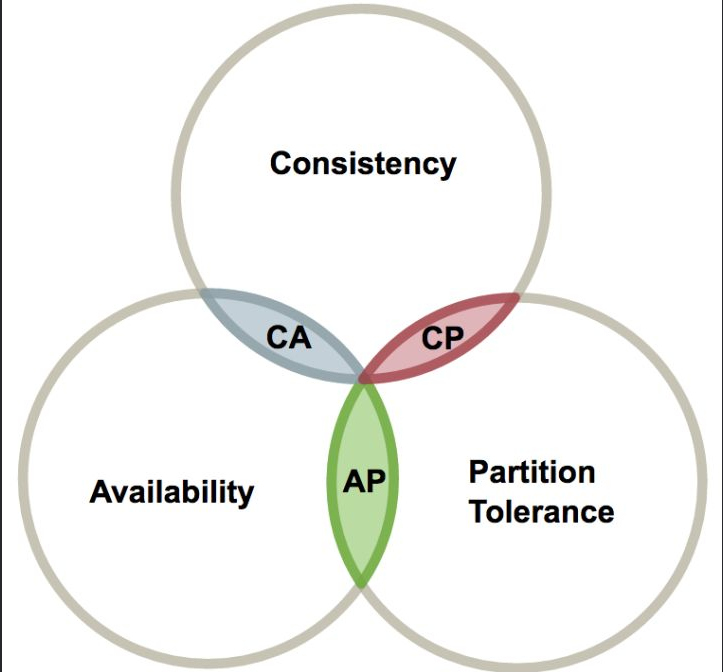 Consistency
CA
CP
Availability
AP
Partition
Tolerance